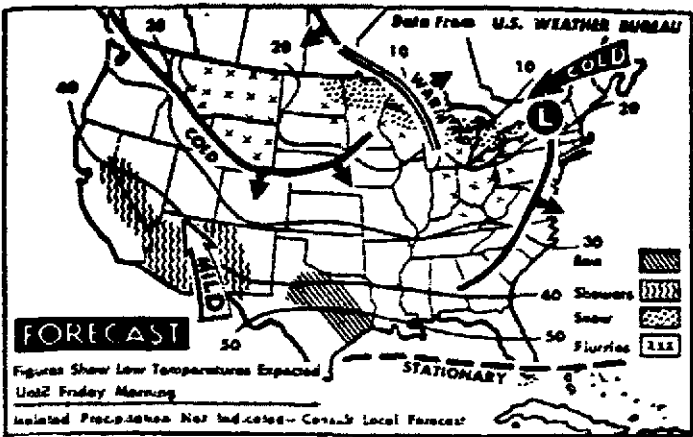 Data From U.S. WEATHER BUREAU
30
20
10
WARM
10
COLD
20
40
L
COLD
30
MILD
Rain
Showers
Snow
Flurries
40
50
50
STATIONARY
FORECAST
Figures Show Low Temperatures Expected
Until Friday Morning
Isolated Precipitation Not Indicated - Consult Local Forecast